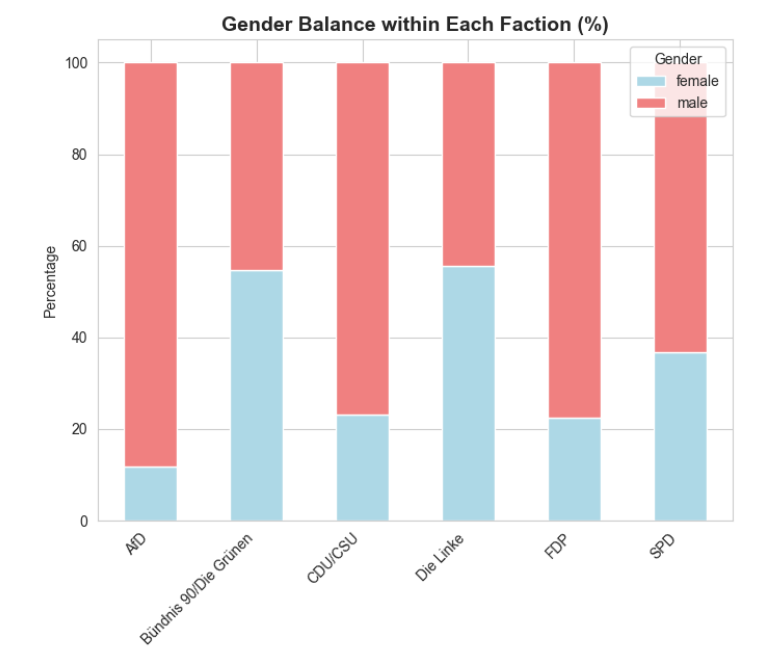 Gender Balance within Each Faction (%)
Gender
female
male
100
80
60
40
20
0
Percentage
AfD
Bündnis 90/Die Grünen
CDU/CSU
Die Linke
FDP
SPD